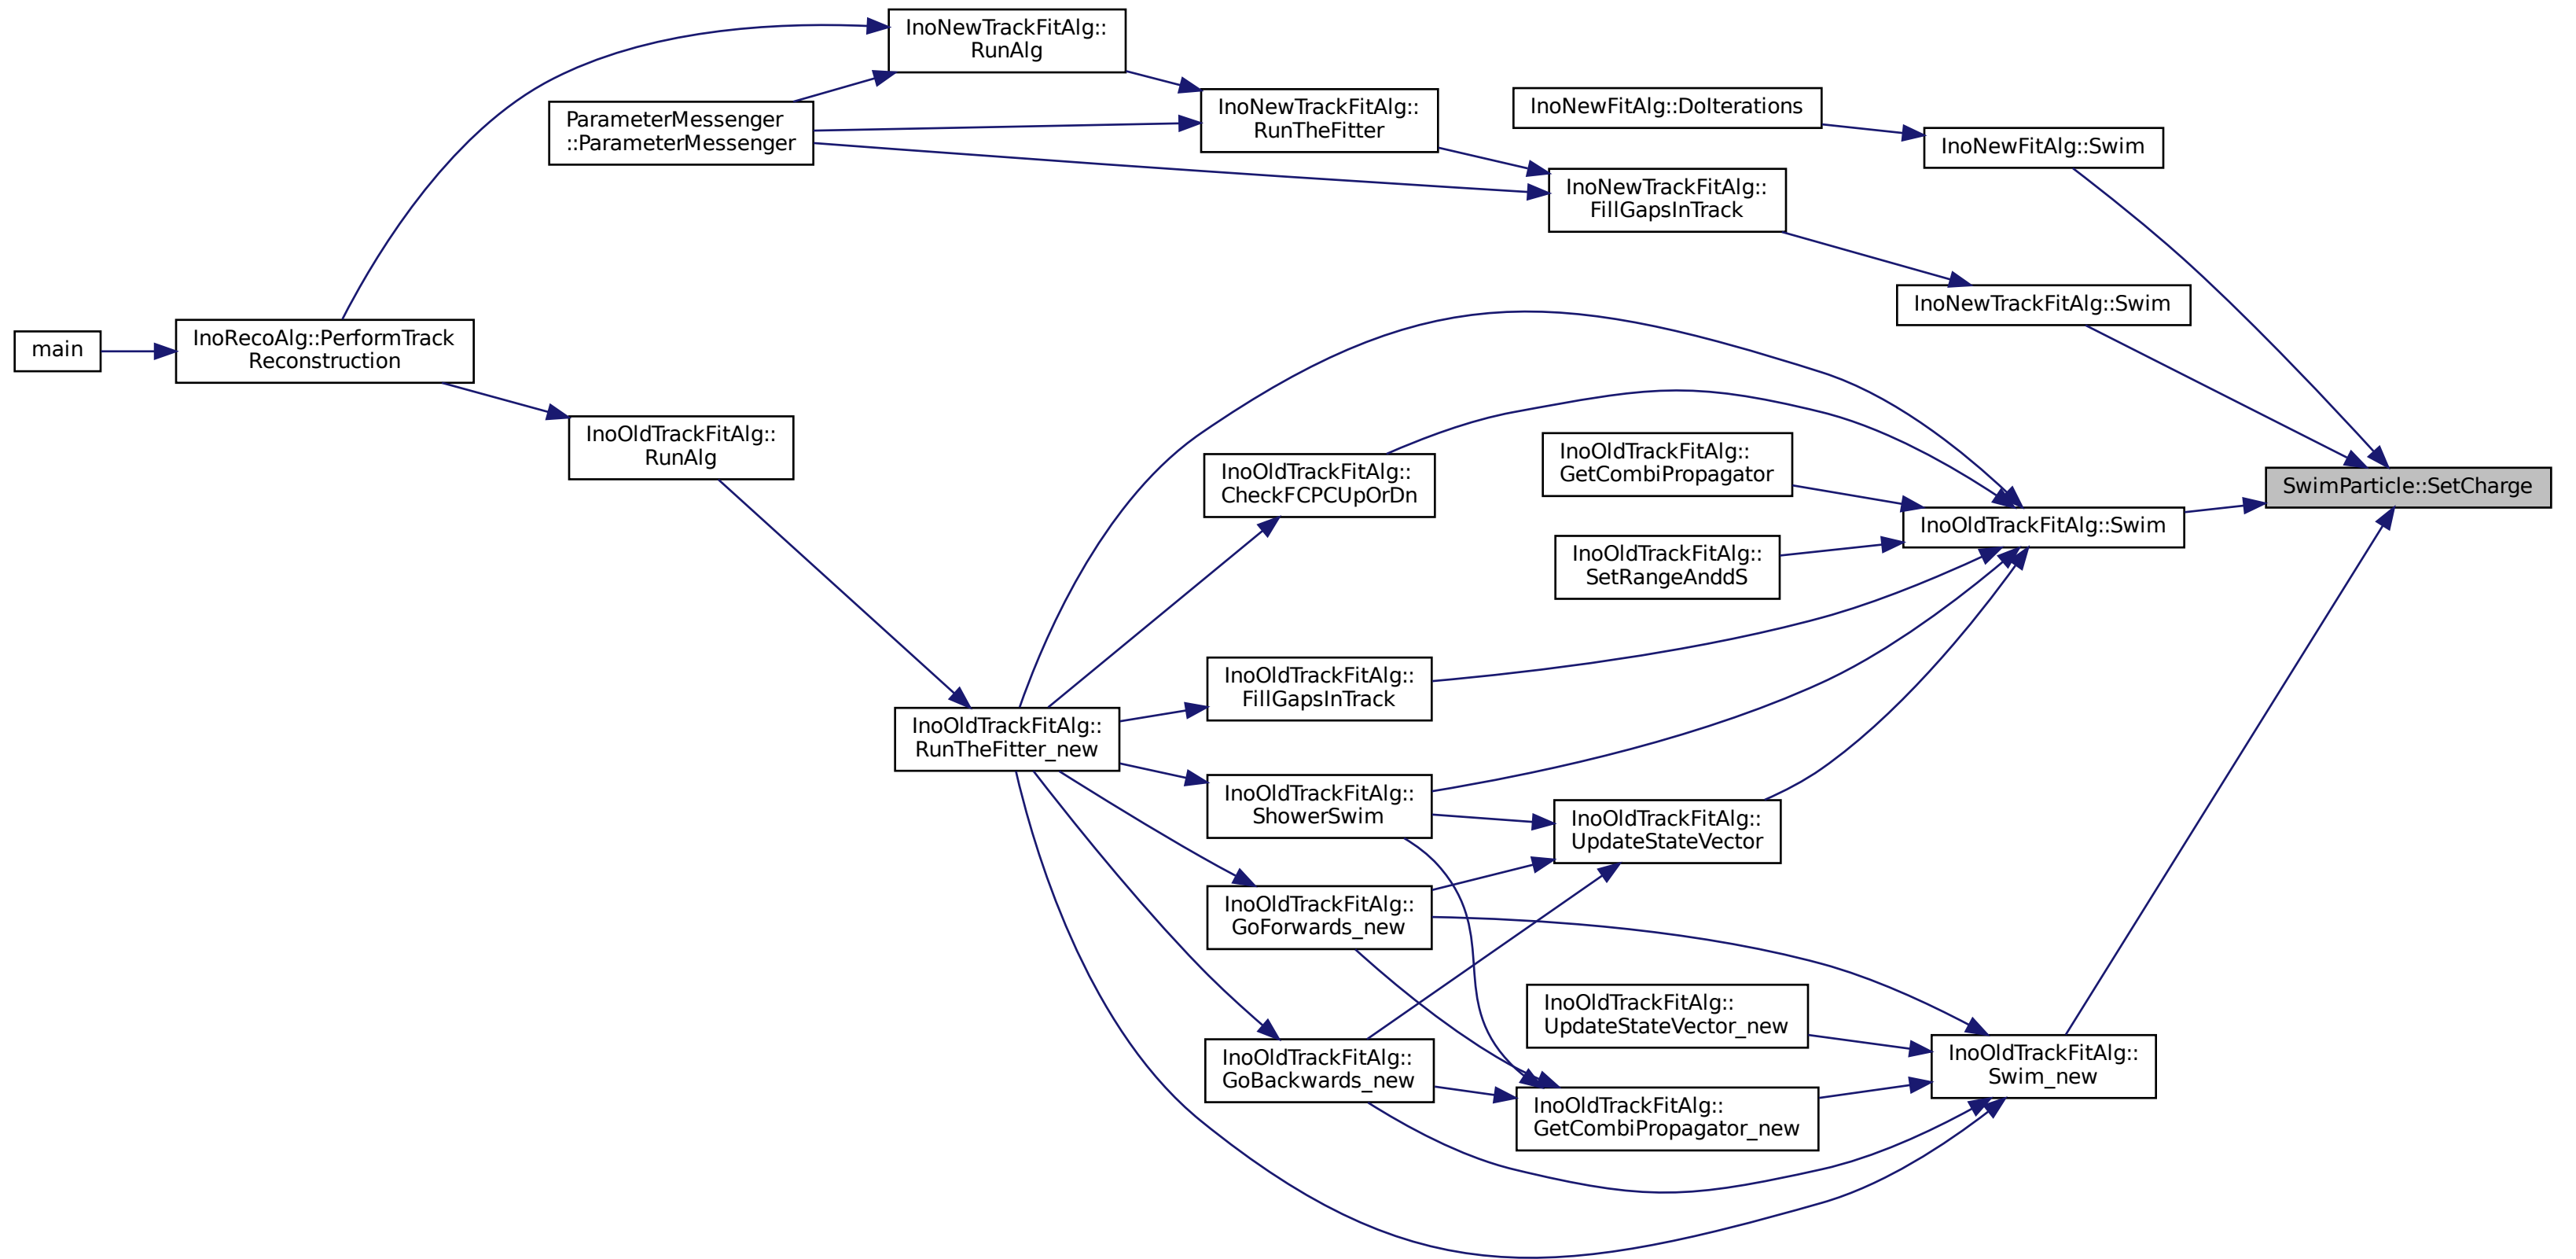 InoNewTrackFitAlg::
RunAlg
ParameterMessenger
::ParameterMessenger
InoNewTrackFitAlg::
RunTheFitter
InoNewFitAlg::DoIterations
InoNewFitAlg::Swim
InoNewTrackFitAlg::
FillGapsInTrack
InoNewTrackFitAlg::Swim
main
InoRecoAlg::PerformTrack
Reconstruction
InoOldTrackFitAlg::
RunAlg
InoOldTrackFitAlg::
CheckFCPCUpOrDn
InoOldTrackFitAlg::
GetCombiPropagator
SwimParticle::SetCharge
InoOldTrackFitAlg::Swim
InoOldTrackFitAlg::
SetRangeAnddS
InoOldTrackFitAlg::
FillGapsInTrack
InoOldTrackFitAlg::
RunTheFitter_new
InoOldTrackFitAlg::
ShowerSwim
InoOldTrackFitAlg::
UpdateStateVector
InoOldTrackFitAlg::
GoForwards_new
InoOldTrackFitAlg::
UpdateStateVector_new
InoOldTrackFitAlg::
Swim_new
InoOldTrackFitAlg::
GoBackwards_new
InoOldTrackFitAlg::
GetCombiPropagator_new